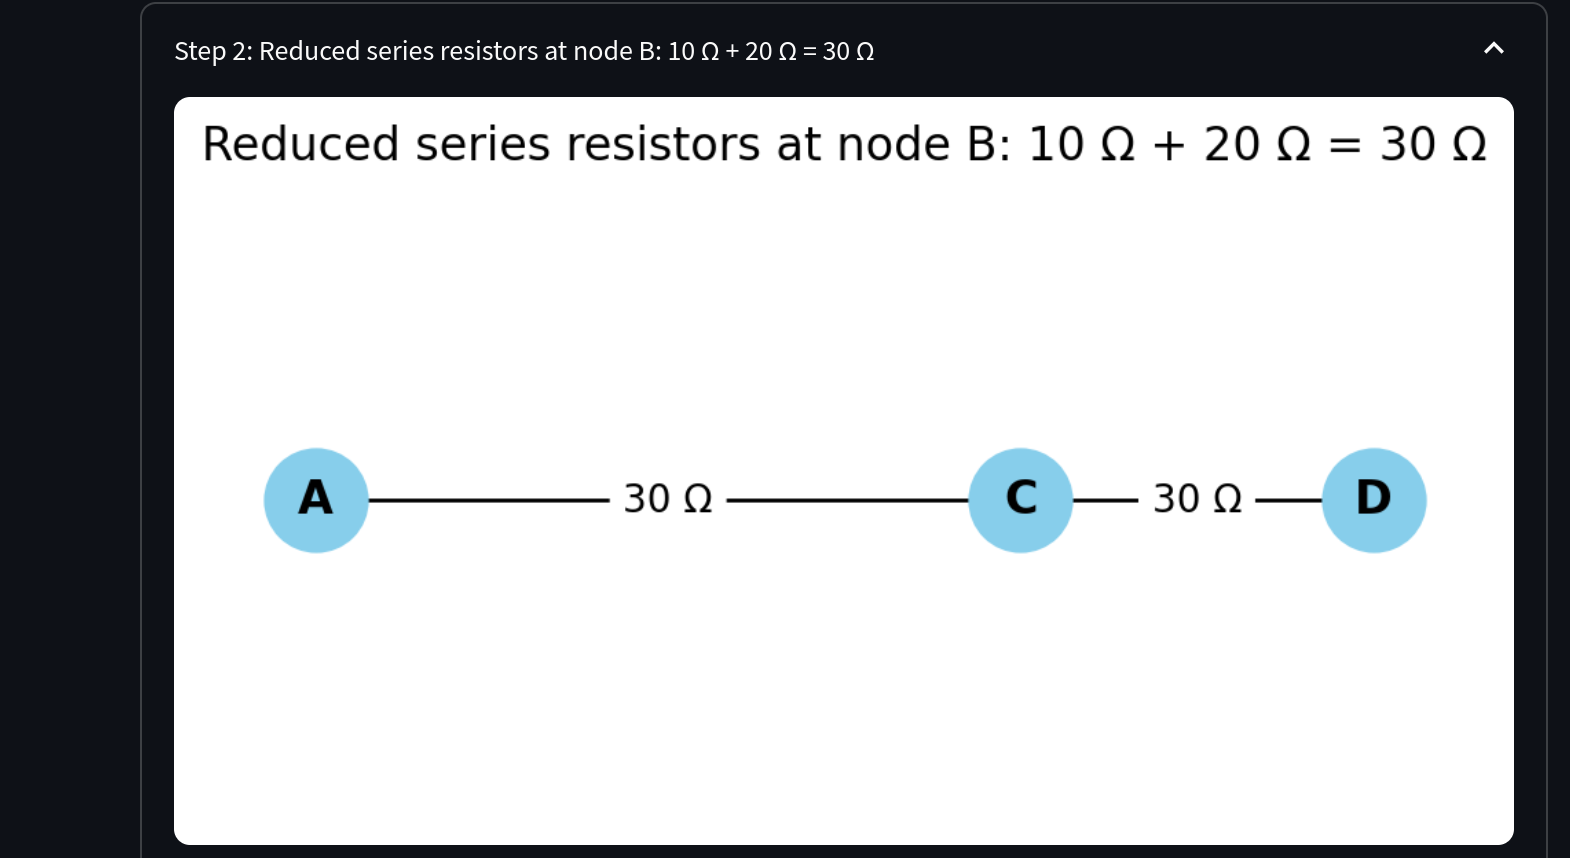 Step 2: Reduced series resistors at node B: 10 Ω + 20 Ω = 30 Ω
Reduced series resistors at node B: 10 Ω + 20 Ω = 30 Ω
A 30 Ω C 30 Ω D